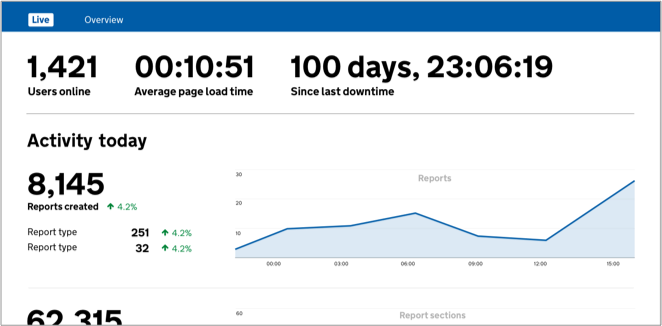 Live Overview
1,421 00:10:51 100 days, 23:06:19
Users online Average page load time Since last downtime
Activity today
8,145
Reports created 4.2%
Report type 251 4.2%
Report type 32 4.2%
Reports
30
20
10
00:00 03:00 06:00 09:00 12:00 15:00
62,315
60
Report sections